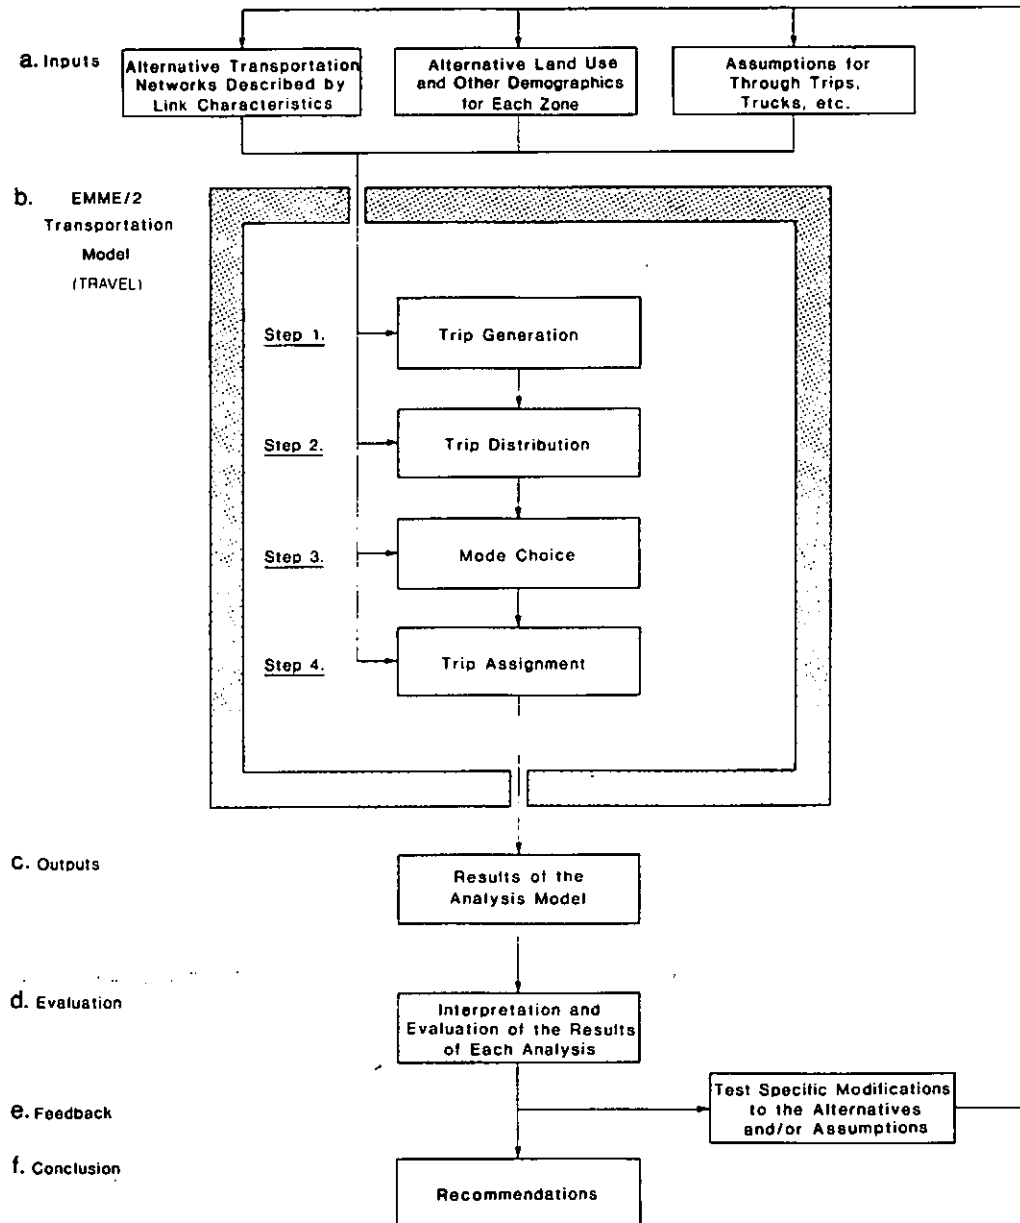 a. Inputs
Alternative Transportation
Networks Described by
Link Characteristics
Alternative Land Use
and Other Demographics
for Each Zone
Assumptions for
Through Trips,
Trucks, etc.
b. EMME/2
Transportation
Model
(TRAVEL)
Step 1.
Trip Generation
Step 2.
Trip Distribution
Step 3.
Mode Choice
Step 4.
Trip Assignment
c. Outputs
Results of the
Analysis Model
d. Evaluation
Interpretation and
Evaluation of the Results
of Each Analysis
e. Feedback
Test Specific Modifications
to the Alternatives
and/or Assumptions
f. Conclusion
Recommendations